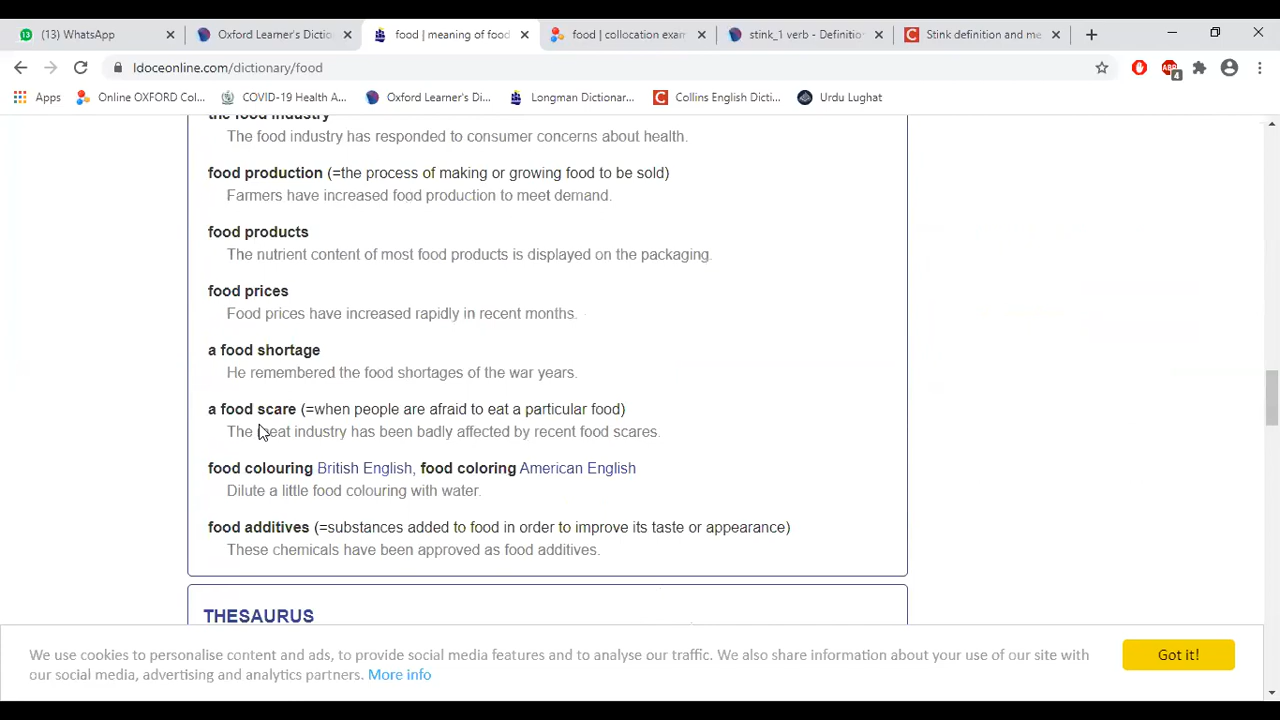 (13) WhatsApp
Oxford Learner's Dictio
food | meaning of food
food | collocation exam
stink_1 verb - Definitio
Stink definition and me
ldoceonline.com/dictionary/food
Apps
Online OXFORD Col...
COVID-19 Health A...
Oxford Learner's Di...
Longman Dictionar...
Collins English Dicti...
Urdu Lughat
the food industry
The food industry has responded to consumer concerns about health.
food production (=the process of making or growing food to be sold)
Farmers have increased food production to meet demand.
food products
The nutrient content of most food products is displayed on the packaging.
food prices
Food prices have increased rapidly in recent months.
a food shortage
He remembered the food shortages of the war years.
a food scare (=when people are afraid to eat a particular food)
The meat industry has been badly affected by recent food scares.
food colouring British English, food coloring American English
Dilute a little food colouring with water.
food additives (=substances added to food in order to improve its taste or appearance)
These chemicals have been approved as food additives.
THESAURUS
We use cookies to personalise content and ads, to provide social media features and to analyse our traffic. We also share information about your use of our site with
our social media, advertising and analytics partners. More info
Got it!